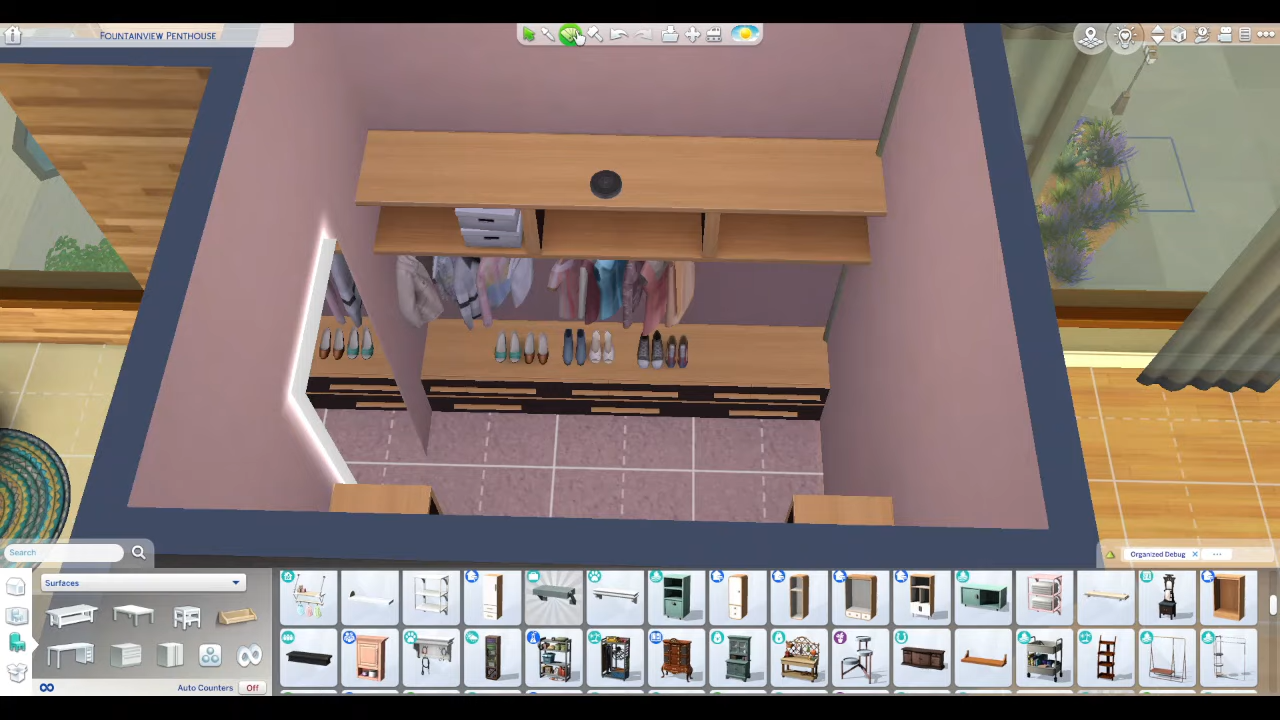 Fountainview Penthouse
Search
Organized Debug
Surfaces
Auto Counters
Off